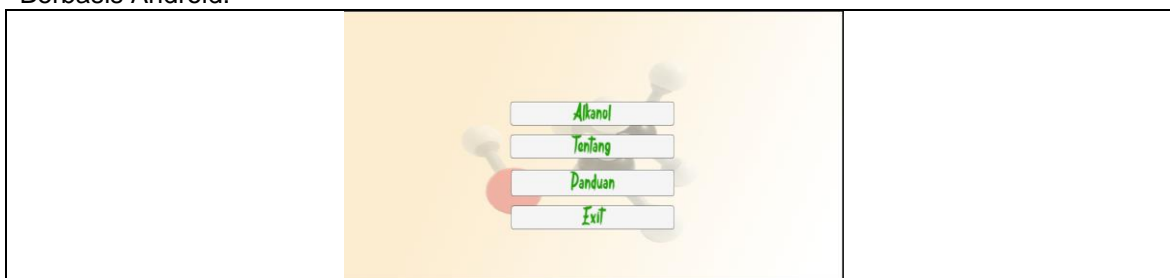 Berbasis Android.
Alkanol
Tentang
Panduan
Exit